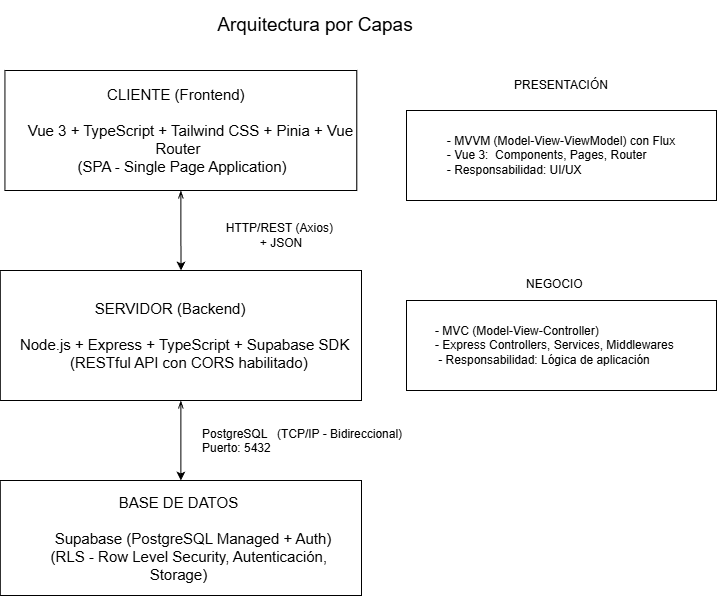 Arquitectura por Capas
CLIENTE (Frontend)
Vue 3 + TypeScript + Tailwind CSS + Pinia + Vue
Router
(SPA - Single Page Application)
PRESENTACIÓN
- MVVM (Model-View-ViewModel) con Flux
- Vue 3:  Components, Pages, Router
- Responsabilidad: UI/UX
HTTP/REST (Axios)
+ JSON
SERVIDOR (Backend)
Node.js + Express + TypeScript + Supabase SDK
(RESTful API con CORS habilitado)
NEGOCIO
- MVC (Model-View-Controller)
- Express Controllers, Services, Middlewares
- Responsabilidad: Lógica de aplicación
PostgreSQL   (TCP/IP - Bidireccional)
Puerto: 5432
BASE DE DATOS
Supabase (PostgreSQL Managed + Auth)
(RLS - Row Level Security, Autenticación,
Storage)